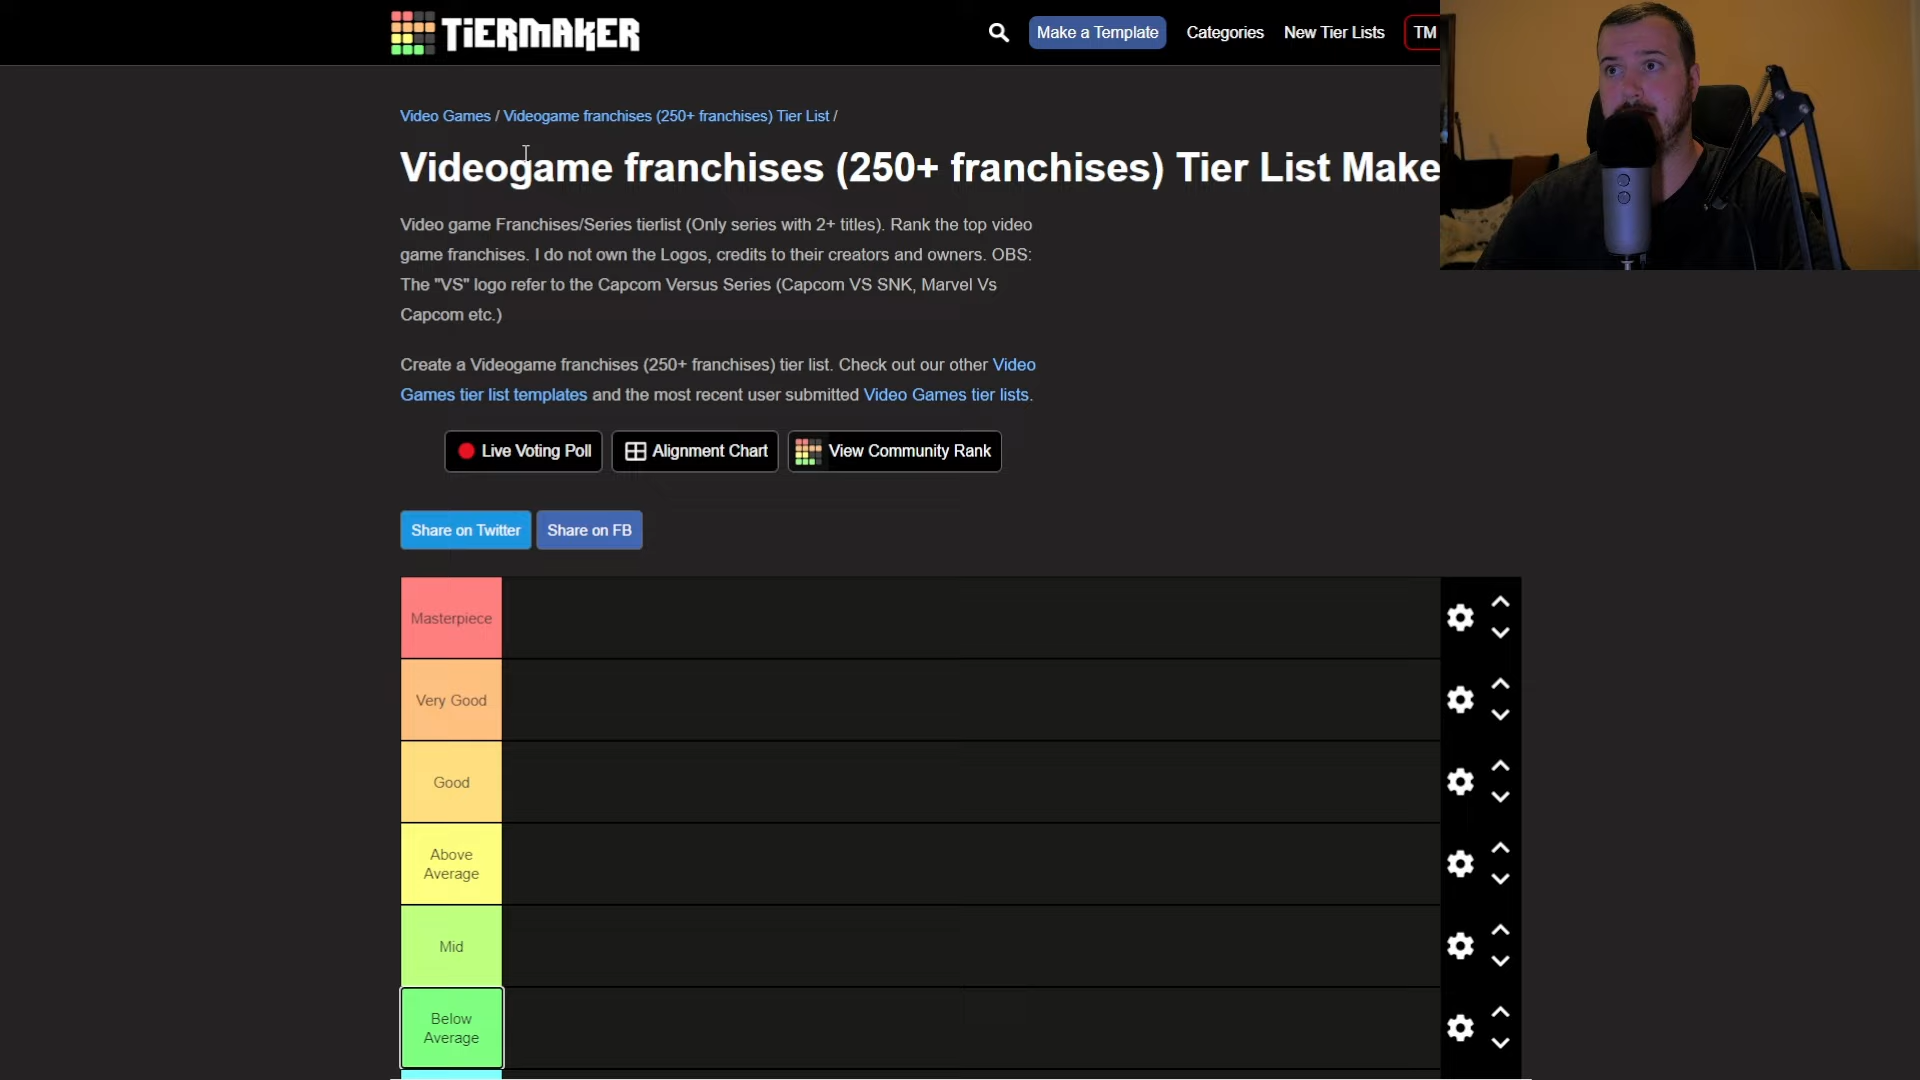 TiERMAKER
Make a Template
Categories
New Tier Lists
TM
Video Games / Videogame franchises (250+ franchises) Tier List /
Videogame franchises (250+ franchises) Tier List Make
Video game Franchises/Series tierlist (Only series with 2+ titles). Rank the top video
game franchises. I do not own the Logos, credits to their creators and owners. OBS:
The "VS" logo refer to the Capcom Versus Series (Capcom VS SNK, Marvel Vs
Capcom etc.)
Create a Videogame franchises (250+ franchises) tier list. Check out our other Video
Games tier list templates and the most recent user submitted Video Games tier lists.
Live Voting Poll
Alignment Chart
View Community Rank
Share on Twitter
Share on FB
Masterpiece
Very Good
Good
Above
Average
Mid
Below
Average